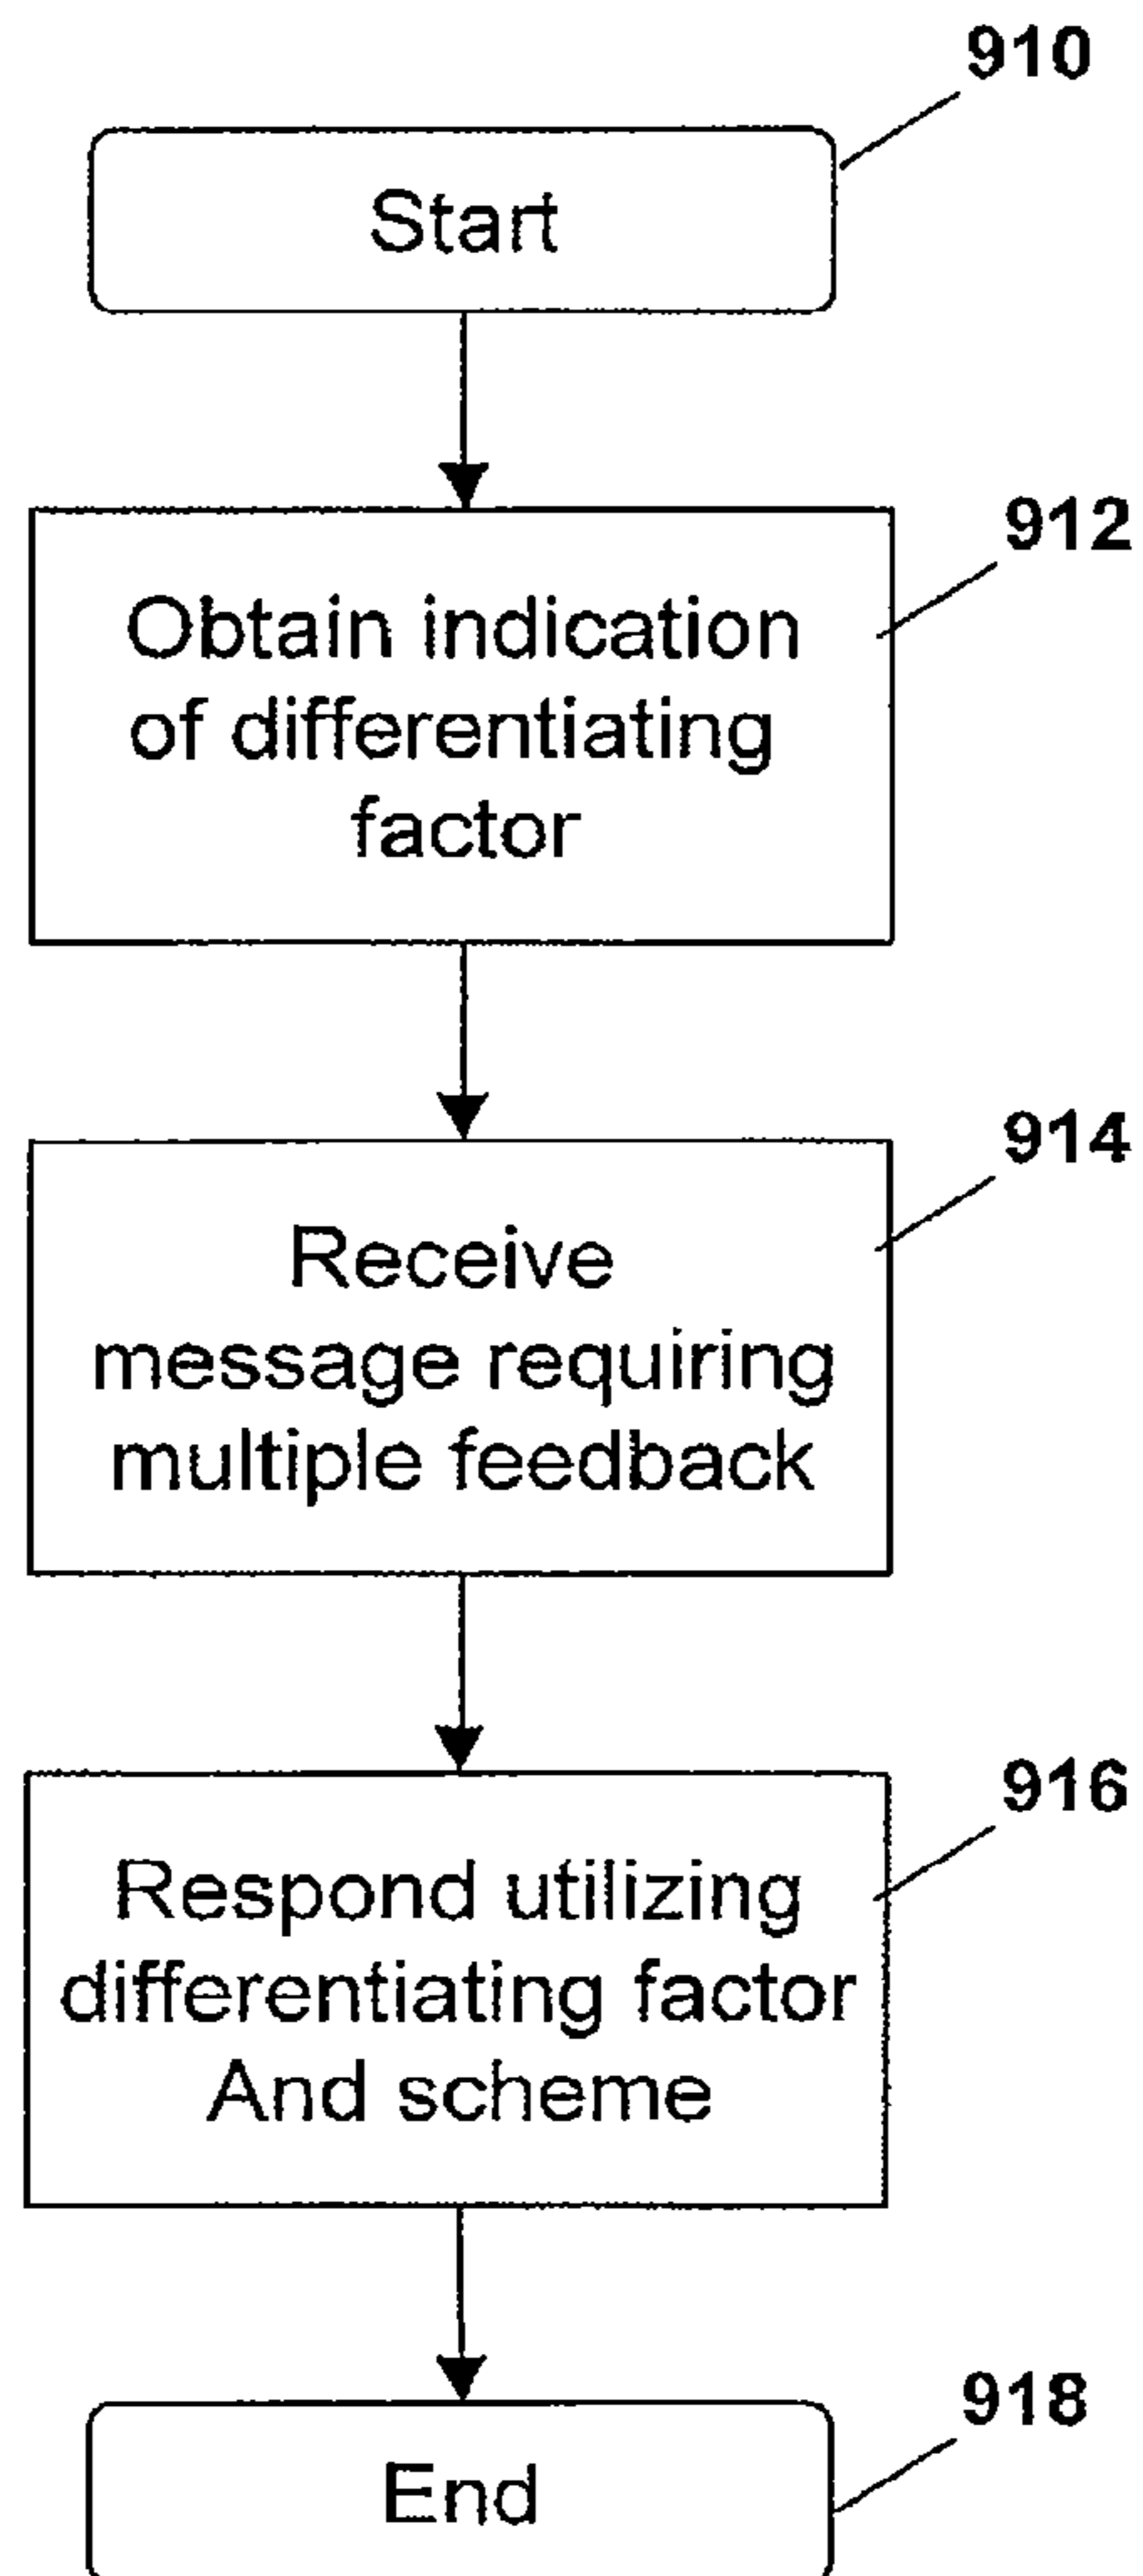 910
Start
912
Obtain indication
of differentiating
factor
914
Receive
message requiring
multiple feedback
916
Respond utilizing
differentiating factor
And scheme
918
End